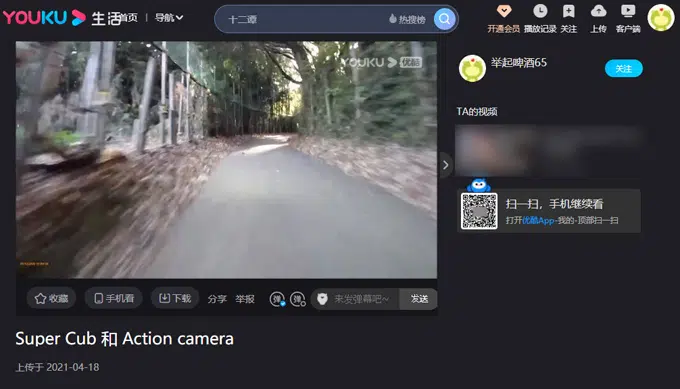 YOUKU 生活 首页 | 导航
十二谭
热搜榜
开通会员 播放记录 关注 上传 客户端
YOUKU 优酷
举起啤酒65
关注
TA的视频
扫一扫，手机继续看
打开优酷App-我的-顶部扫一扫
收藏 手机看 下载 分享 举报 弹 弹 来发弹幕吧~ 发送
Super Cub 和 Action camera
上传于 2021-04-18